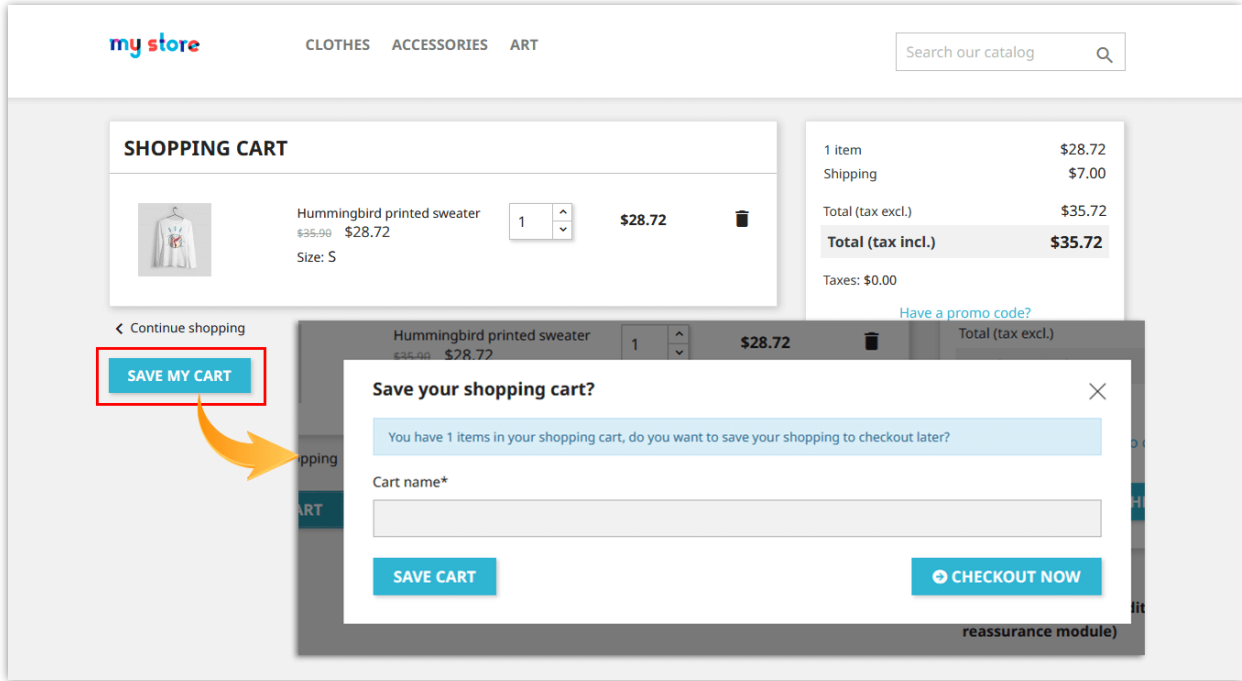 my store
CLOTHES ACCESSORIES ART
Search our catalog
SHOPPING CART
Hummingbird printed sweater
$35.90 $28.72
Size: S
1
$28.72
1 item $28.72
Shipping $7.00
Total (tax excl.) $35.72
Total (tax incl.) $35.72
Taxes: $0.00
Have a promo code?
Continue shopping
SAVE MY CART
Hummingbird printed sweater
$35.90 $28.72
1
$28.72
Total (tax excl.)
Save your shopping cart?
You have 1 items in your shopping cart, do you want to save your shopping to checkout later?
pping
Cart name*
ART
SAVE CART
CHECKOUT NOW
reassurance module)